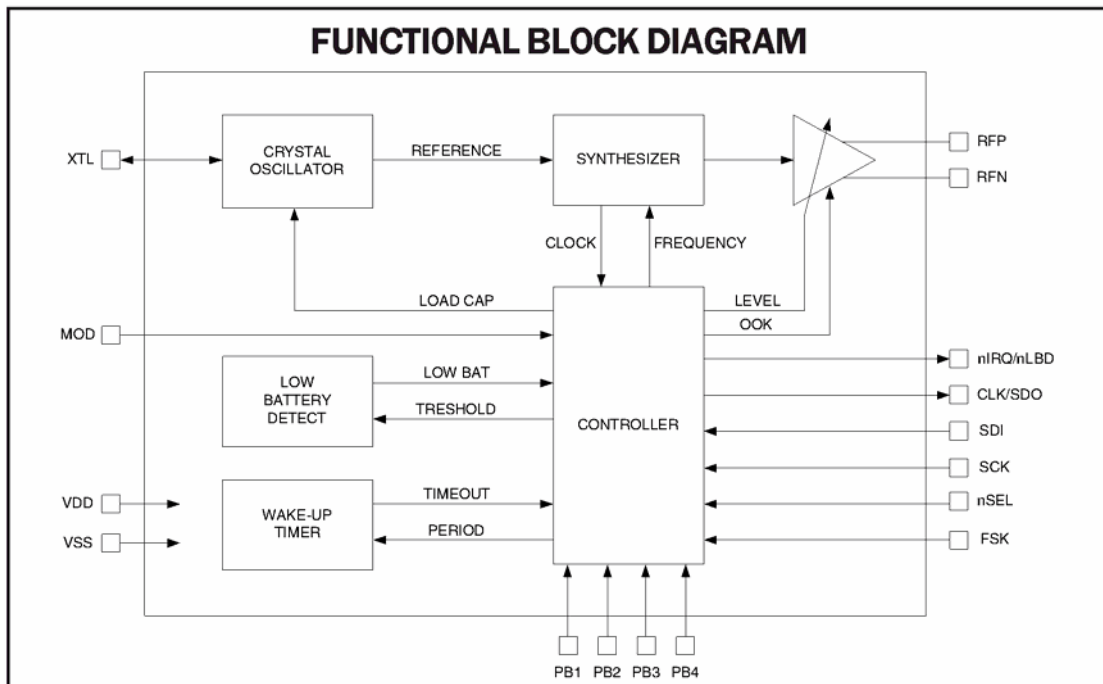 FUNCTIONAL BLOCK DIAGRAM
XTL
CRYSTAL
OSCILLATOR
REFERENCE
SYNTHESIZER
RFP
RFN
CLOCK
FREQUENCY
LOAD CAP
LEVEL
MOD
OOK
LOW
BATTERY
DETECT
LOW BAT
TRESHOLD
CONTROLLER
nIRQ/nLBD
CLK/SDO
SDI
SCK
nSEL
FSK
VDD
VSS
WAKE-UP
TIMER
TIMEOUT
PERIOD
PB1 PB2 PB3 PB4